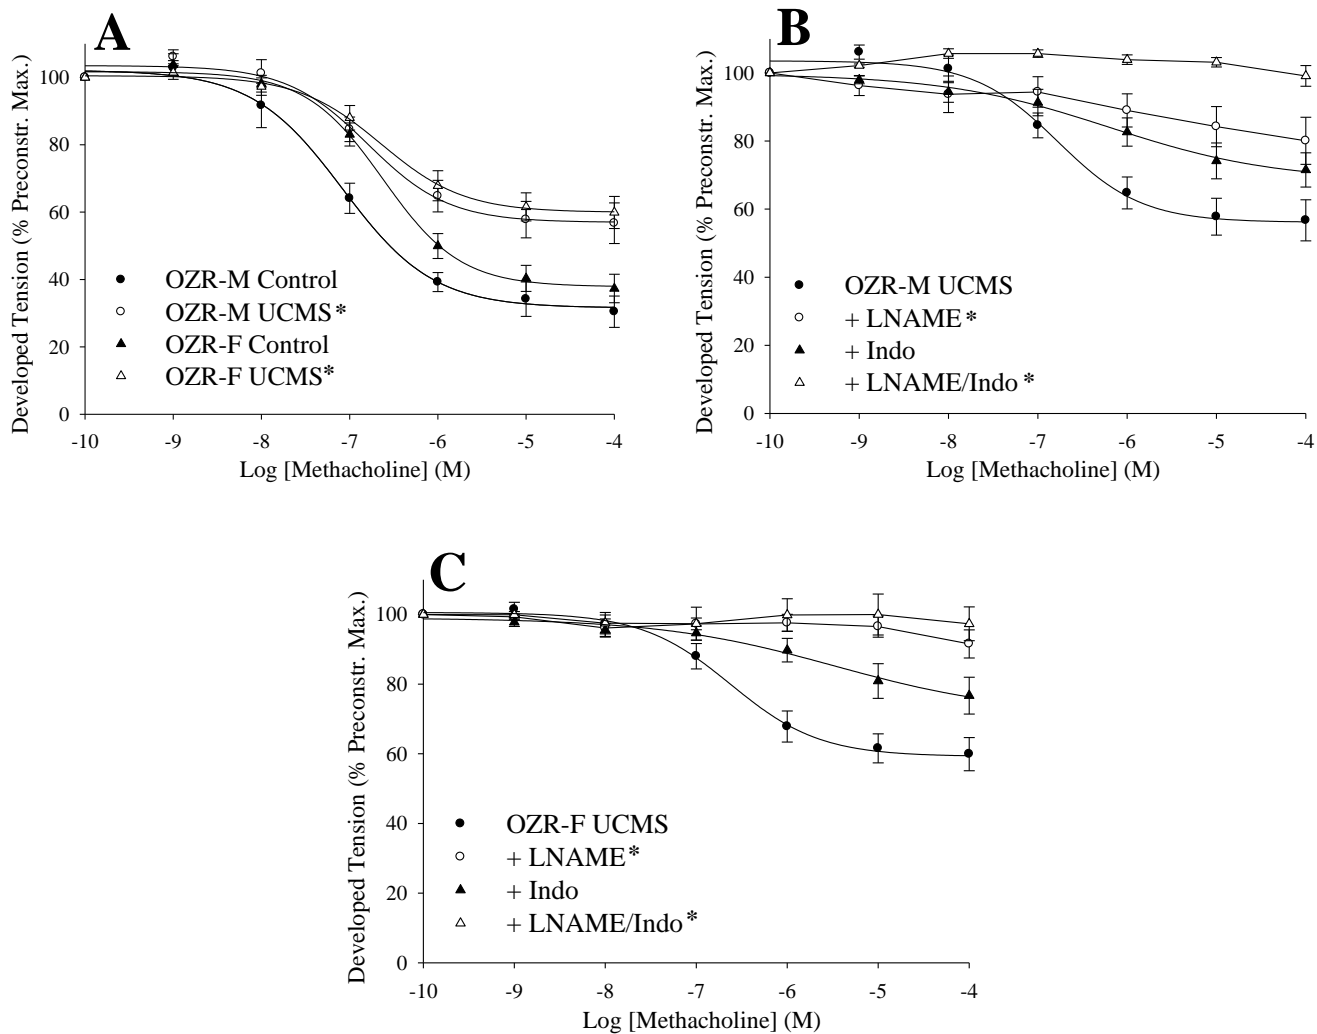 A
Developed Tension (% Preconstr. Max.)
100
80
60
40
20
0
OZR-M Control
OZR-M UCMS*
OZR-F Control
OZR-F UCMS*
-10 -9 -8 -7 -6 -5 -4
Log [Methacholine] (M)
B
Developed Tension (% Preconstr. Max.)
100
80
60
40
20
0
OZR-M UCMS
+ LNAME*
+ Indo
+ LNAME/Indo*
-10 -9 -8 -7 -6 -5 -4
Log [Methacholine] (M)
C
Developed Tension (% Preconstr. Max.)
100
80
60
40
20
0
OZR-F UCMS
+ LNAME*
+ Indo
+ LNAME/Indo*
-10 -9 -8 -7 -6 -5 -4
Log [Methacholine] (M)